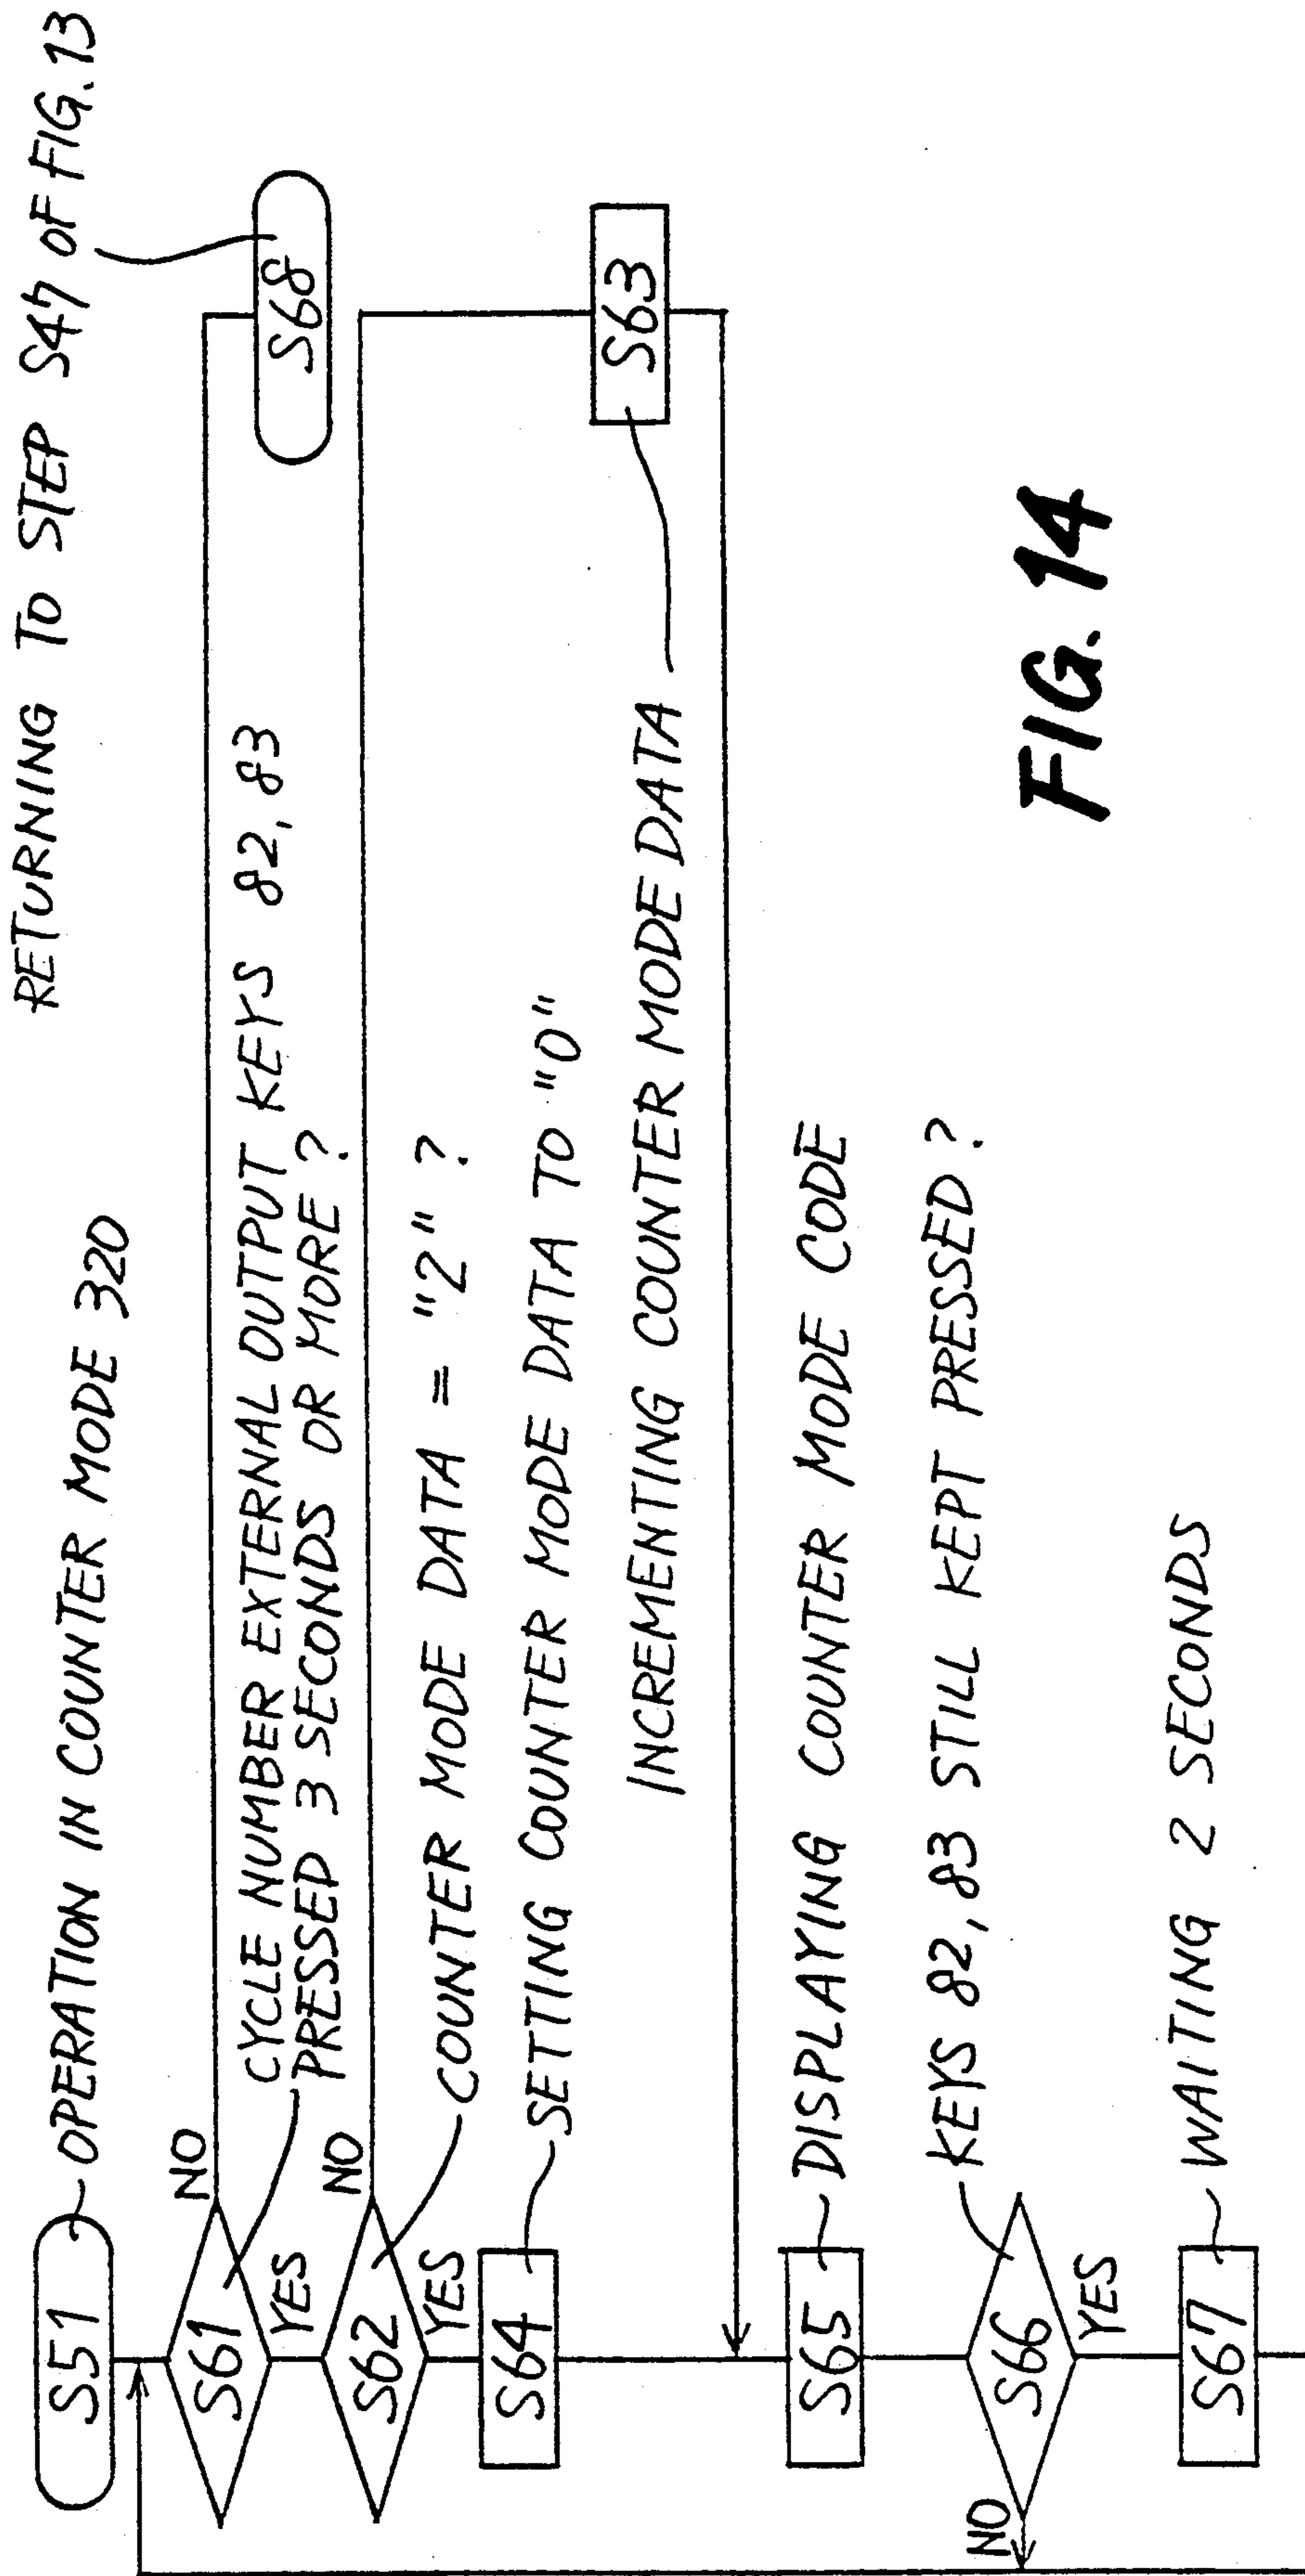 RETURNING TO STEP S47 OF FIG. 13
S51
OPERATION IN COUNTER MODE 320
S61
NO
YES
CYCLE NUMBER EXTERNAL OUTPUT KEYS 82, 83
PRESSED 3 SECONDS OR MORE ?
S68
S62
NO
YES
COUNTER MODE DATA = "2" ?
S64
SETTING COUNTER MODE DATA TO "0"
S63
INCREMENTING COUNTER MODE DATA
S65
DISPLAYING COUNTER MODE CODE
S66
NO
YES
KEYS 82, 83 STILL KEPT PRESSED ?
S67
WAITING 2 SECONDS
FIG. 14